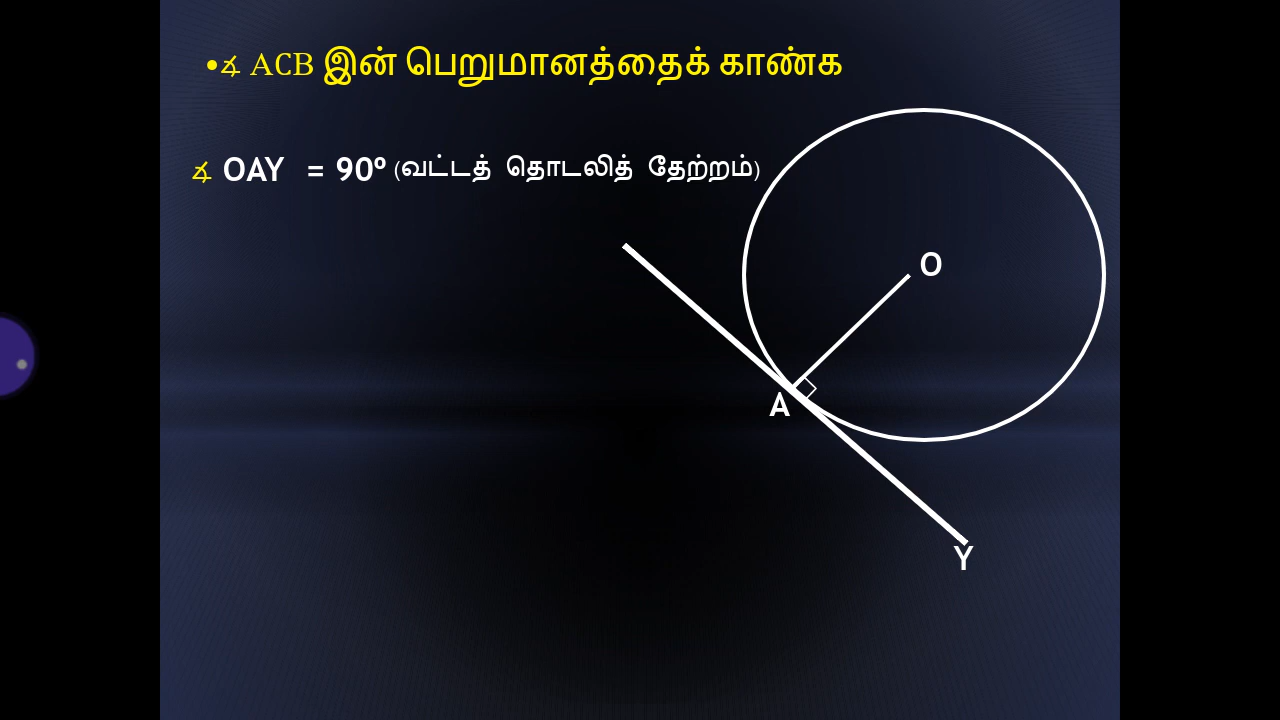 •∡ ACB இன் பெறுமானத்தைக் காண்க
∡ OAY = 90º (வட்டத் தொடலித் தேற்றம்)
O
A
Y